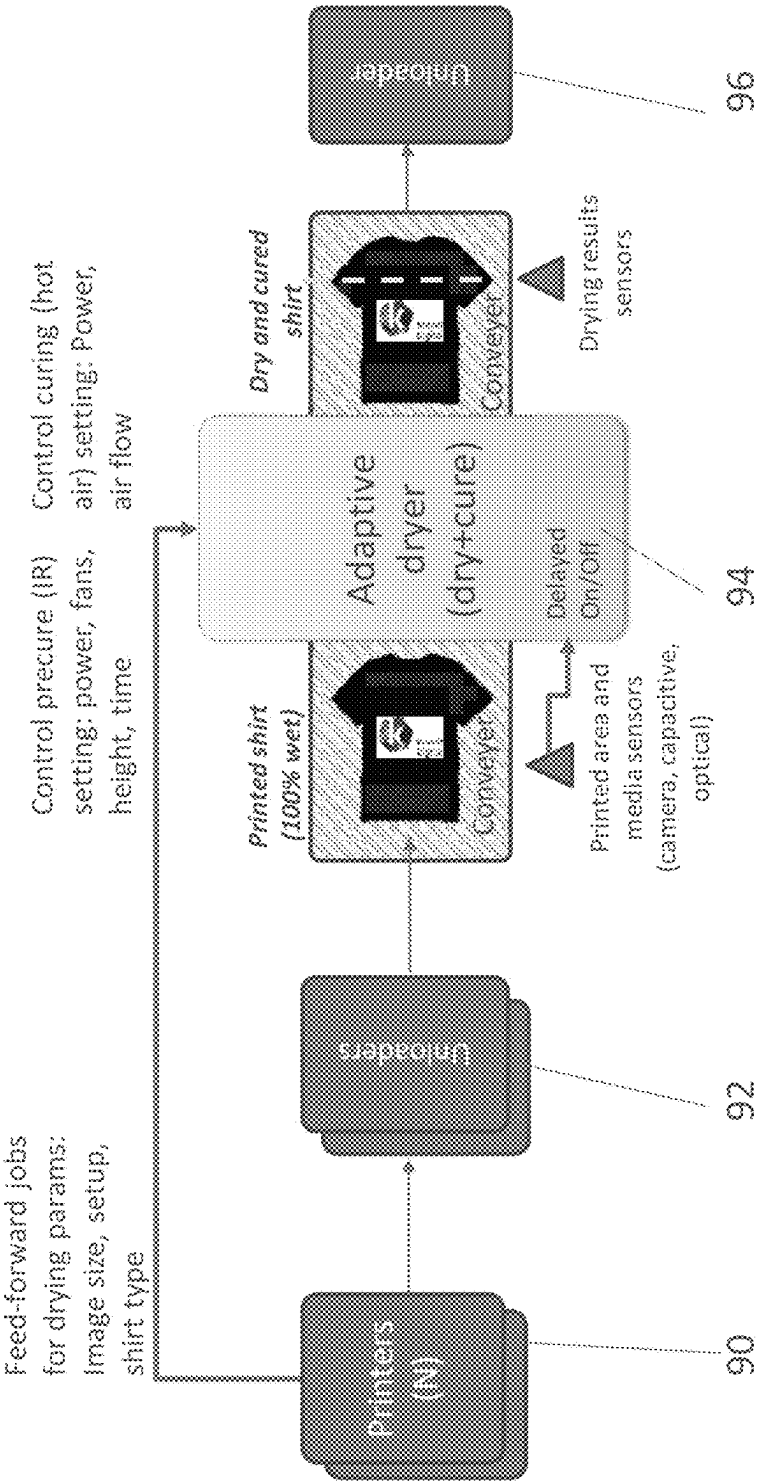 Feed-forward jobs
for drying params:
Image size, setup,
shirt type
Control precure (IR)
setting: power, fans,
height, time
Control curing (hot
air) setting: Power,
air flow
Printers
(N)
Unloaders
Printed shirt
(100% wet)
Conveyer
Adaptive
dryer
(dry+cure)
Delayed
On/Off
Dry and cured
shirt
Conveyer
Unloader
Printed area and
media sensors
(camera, capacitive,
optical)
Drying results
sensors
90
92
94
96